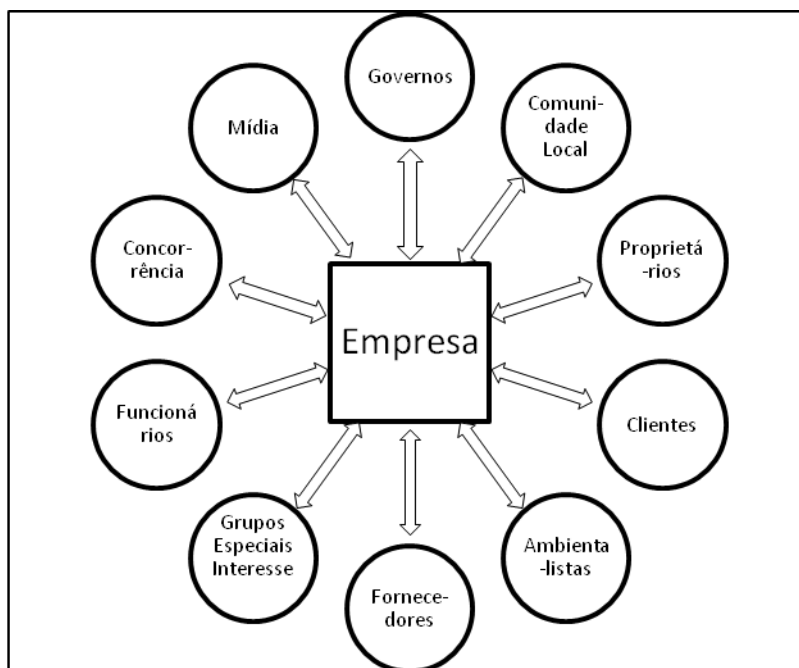 Governos
Mídia
Comuni-
dade
Local
Concor-
rência
Proprietá
-rios
Empresa
Funcioná
rios
Clientes
Grupos
Especiais
Interesse
Ambienta
-listas
Fornece-
dores